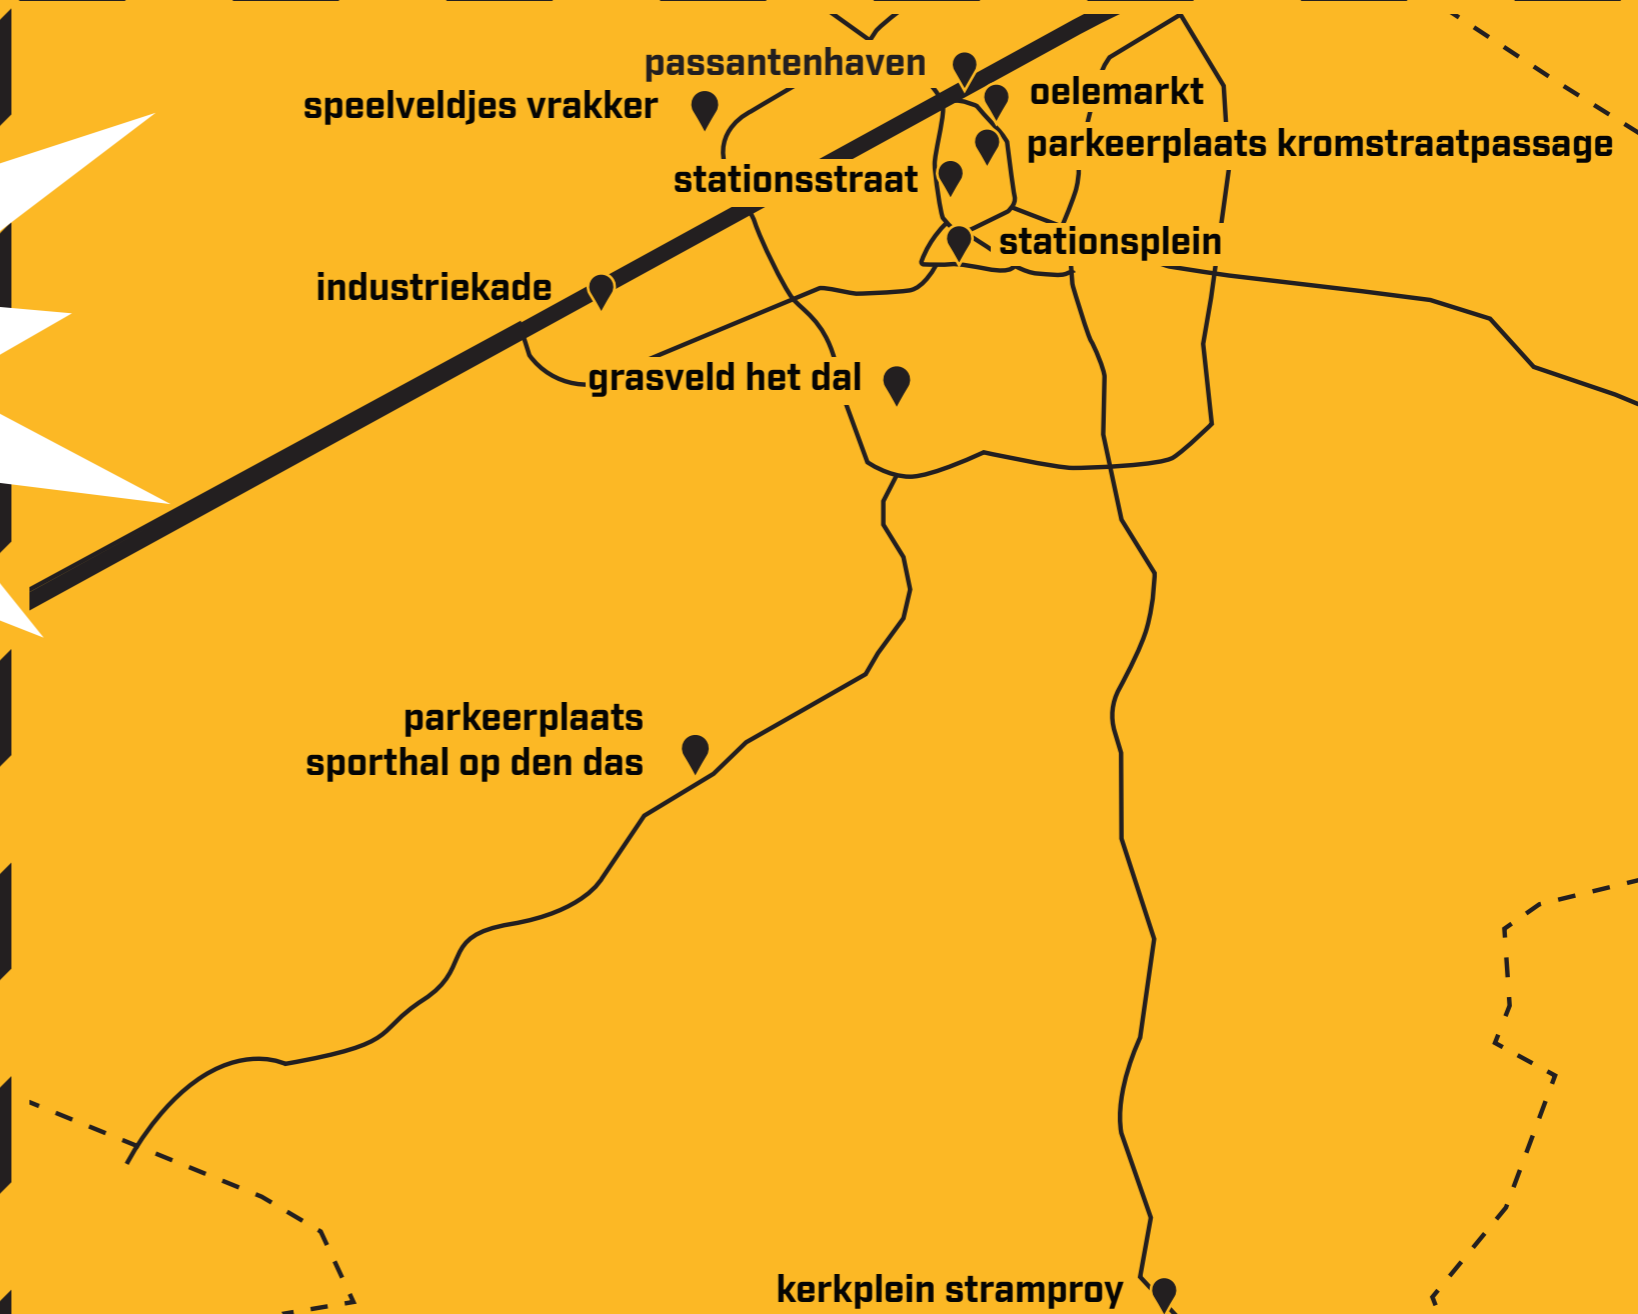 passantenhaven
speelveldjes vrakker
oelemarkt
parkeerplaats kromstraatpassage
stationsstraat
stationsplein
industriekade
grasveld het dal
parkeerplaats
sporthal op den das
kerkplein stramproy